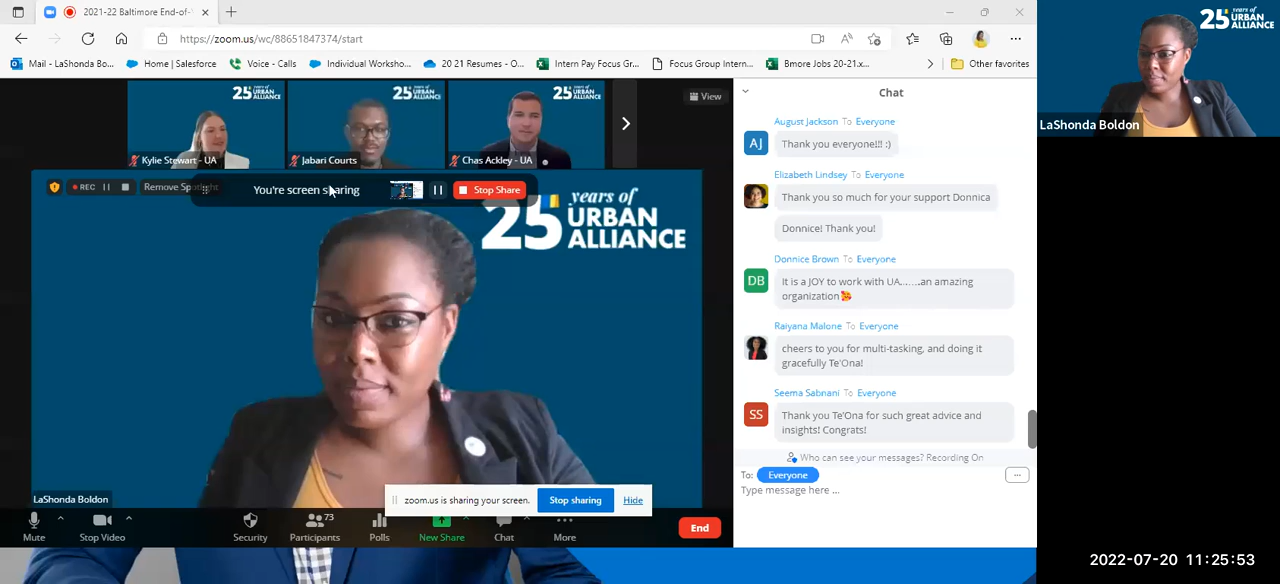 2021-22 Baltimore End-of-
https://zoom.us/wc/88651847374/start
Mail - LaShonda Bo...
Home | Salesforce
Voice - Calls
Individual Worksho...
20 21 Resumes - O...
Intern Pay Focus Gr...
Focus Group Intern...
Bmore Jobs 20-21.x...
Other favorites
25 years of
URBAN
ALLIANCE
LaShonda Boldon
25
25
25
View
Kylie Stewart - UA
Jabari Courts
Chas Ackley - UA
REC
Remove Spotlight
You're screen sharing
Stop Share
25 years of
URBAN
ALLIANCE
LaShonda Boldon
zoom.us is sharing your screen.
Stop sharing
Hide
Mute
Stop Video
Security
73
Participants
Polls
New Share
Chat
More
End
Chat
August Jackson To Everyone
AJ
Thank you everyone!!! :)
Elizabeth Lindsey To Everyone
Thank you so much for your support Donnica
Donnice! Thank you!
Donnice Brown To Everyone
DB
It is a JOY to work with UA......an amazing
organization🥰
Raiyana Malone To Everyone
cheers to you for multi-tasking, and doing it
gracefully Te'Ona!
Seema Sabnani To Everyone
SS
Thank you Te'Ona for such great advice and
insights! Congrats!
Who can see your messages? Recording On
To: Everyone
Type message here ...
2022-07-20 11:25:53